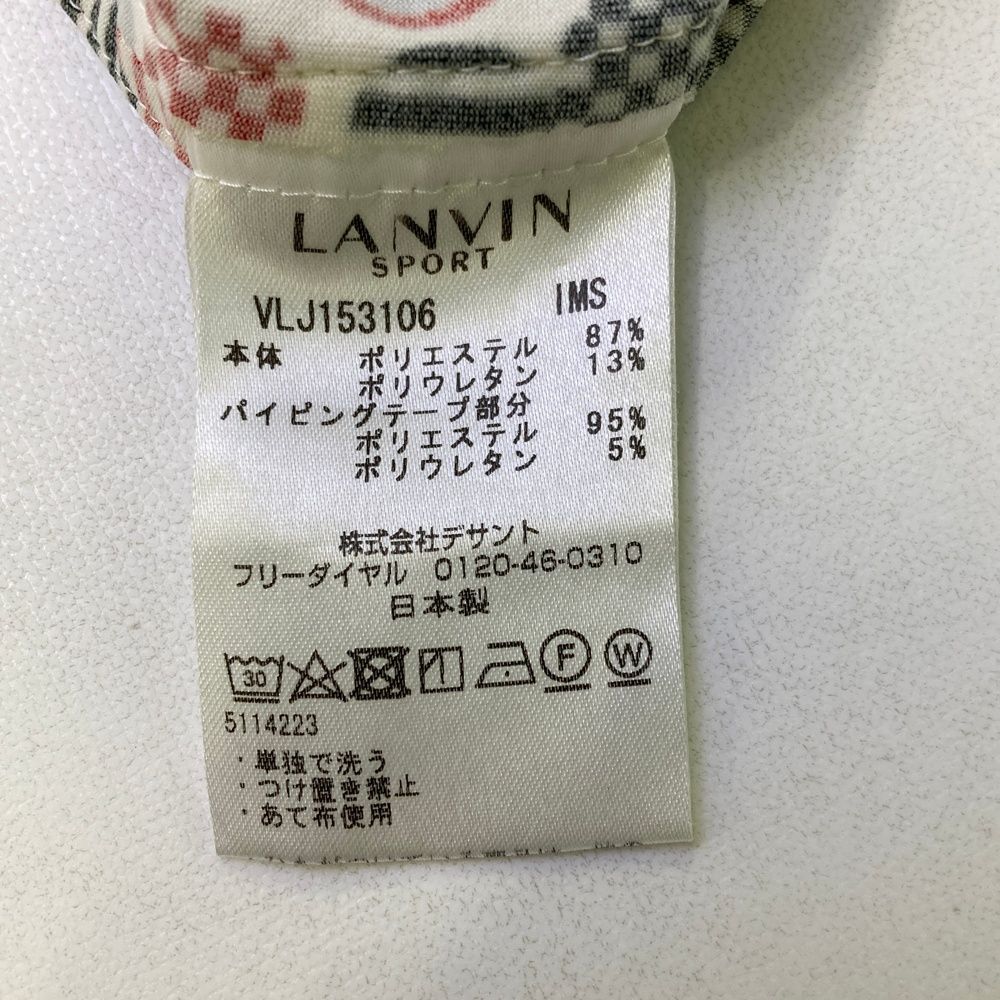 LANVIN
SPORT
VLJ153106 IMS
本体 ポリエステル 87%
ポリウレタン 13%
パイピングテープ部分
ポリエステル 95%
ポリウレタン 5%
株式会社デサント
フリーダイヤル 0120-46-0310
日本製
30 F W
5114223
・単独で洗う
・つけ置き禁止
・あて布使用